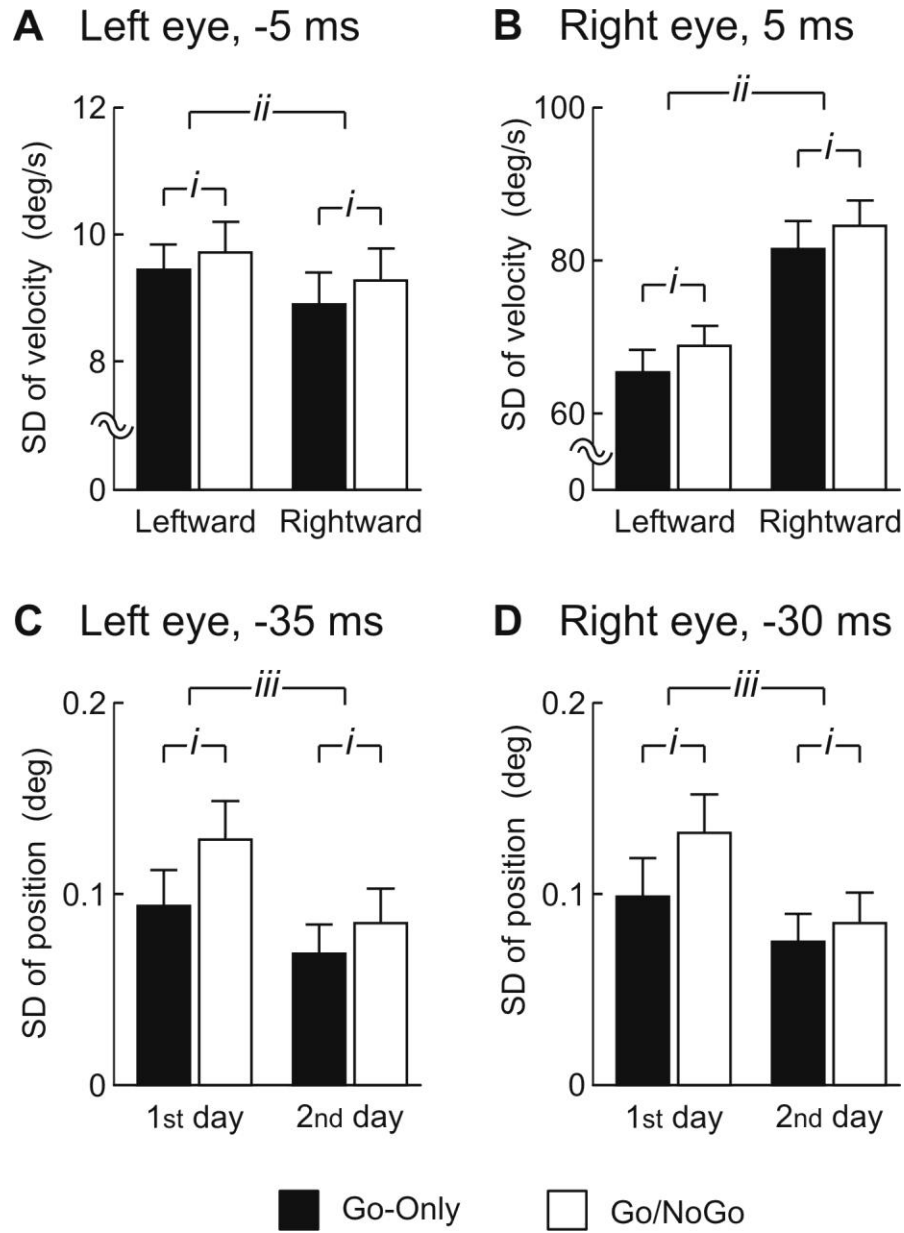 A Left eye, -5 ms
SD of velocity (deg/s)
12
10
8
0
ii
i
i
Leftward
Rightward
B Right eye, 5 ms
SD of velocity (deg/s)
100
80
60
0
ii
i
i
Leftward
Rightward
C Left eye, -35 ms
SD of position (deg)
0.2
0.1
0
iii
i
i
1st day
2nd day
D Right eye, -30 ms
SD of position (deg)
0.2
0.1
0
iii
i
i
1st day
2nd day
Go-Only
Go/NoGo